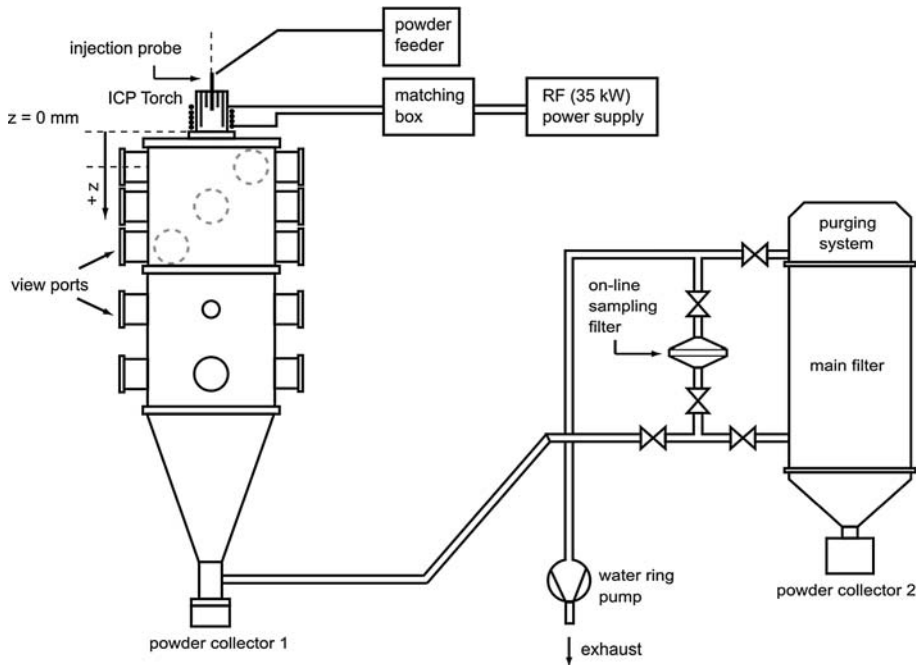 powder
feeder
injection probe
ICP Torch
matching
box
RF (35 kW)
power supply
z = 0 mm
+ z
view ports
purging
system
on-line
sampling
filter
main filter
water ring
pump
powder collector 1
powder collector 2
exhaust